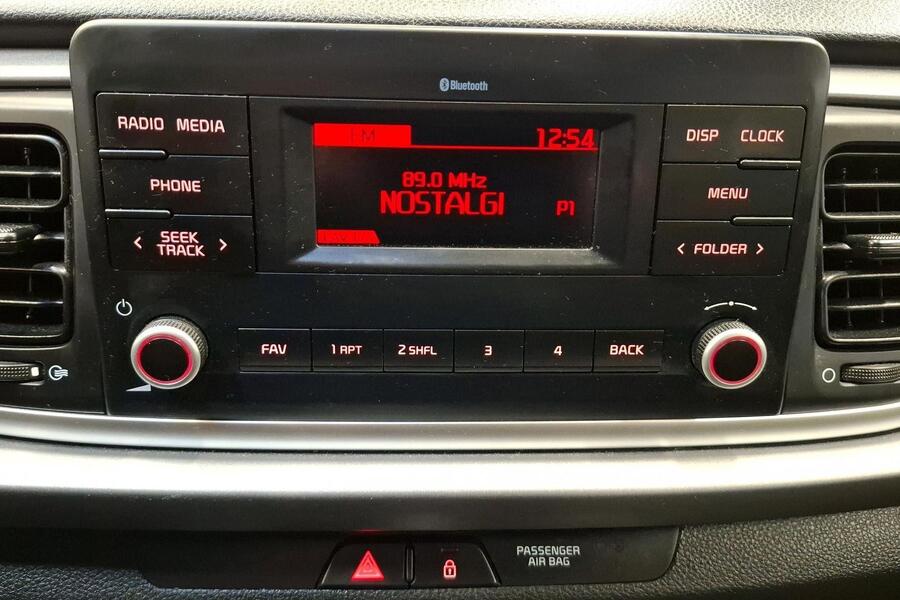 Bluetooth
RADIO MEDIA
PHONE
SEEK
TRACK
FM
12:54
89.0 MHz
NOSTALGI
P1
DISP CLOCK
MENU
FOLDER
FAV
1 RPT
2 SHFL
3
4
BACK
PASSENGER
AIR BAG